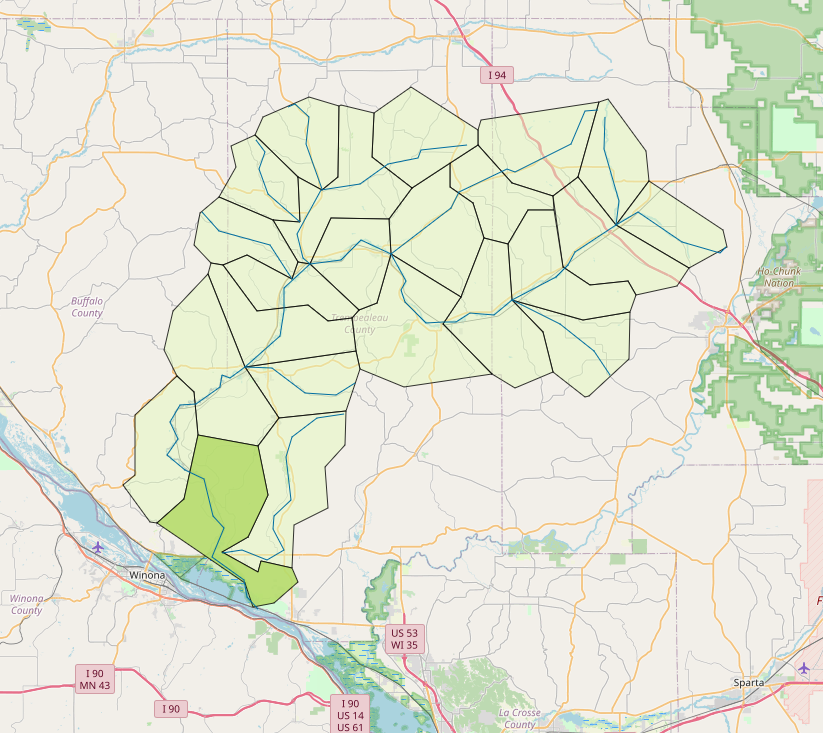 I 94
Ho-Chunk
Nation
Buffalo
County
Trempealeau
County
Winona
Winona
County
US 53
WI 35
I 90
MN 43
I 90
I 90
US 14
US 61
La Crosse
County
Sparta
F